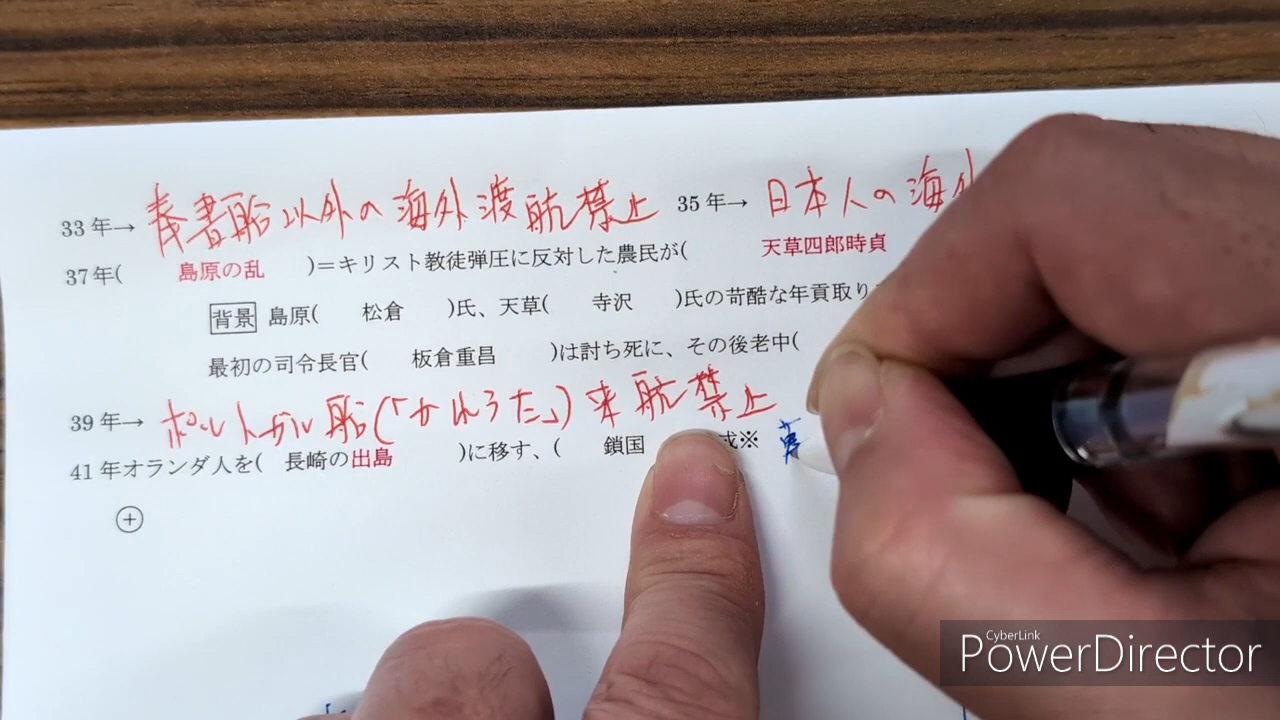 33年→ 奉書船以外の海外渡航禁止 35年→ 日本人の海外
37年( 島原の乱 )=キリスト教徒弾圧に反対した農民が( 天草四郎時貞
背景 島原( 松倉 )氏、天草( 寺沢 )氏の苛酷な年貢取り
最初の司令長官( 板倉重昌 )は討ち死に、その後老中(
39年→ ポルトガル船(「かれうた」)来航禁止
41年オランダ人を( 長崎の出島 )に移す、( 鎖国 成※
⊕
CyberLink
PowerDirector